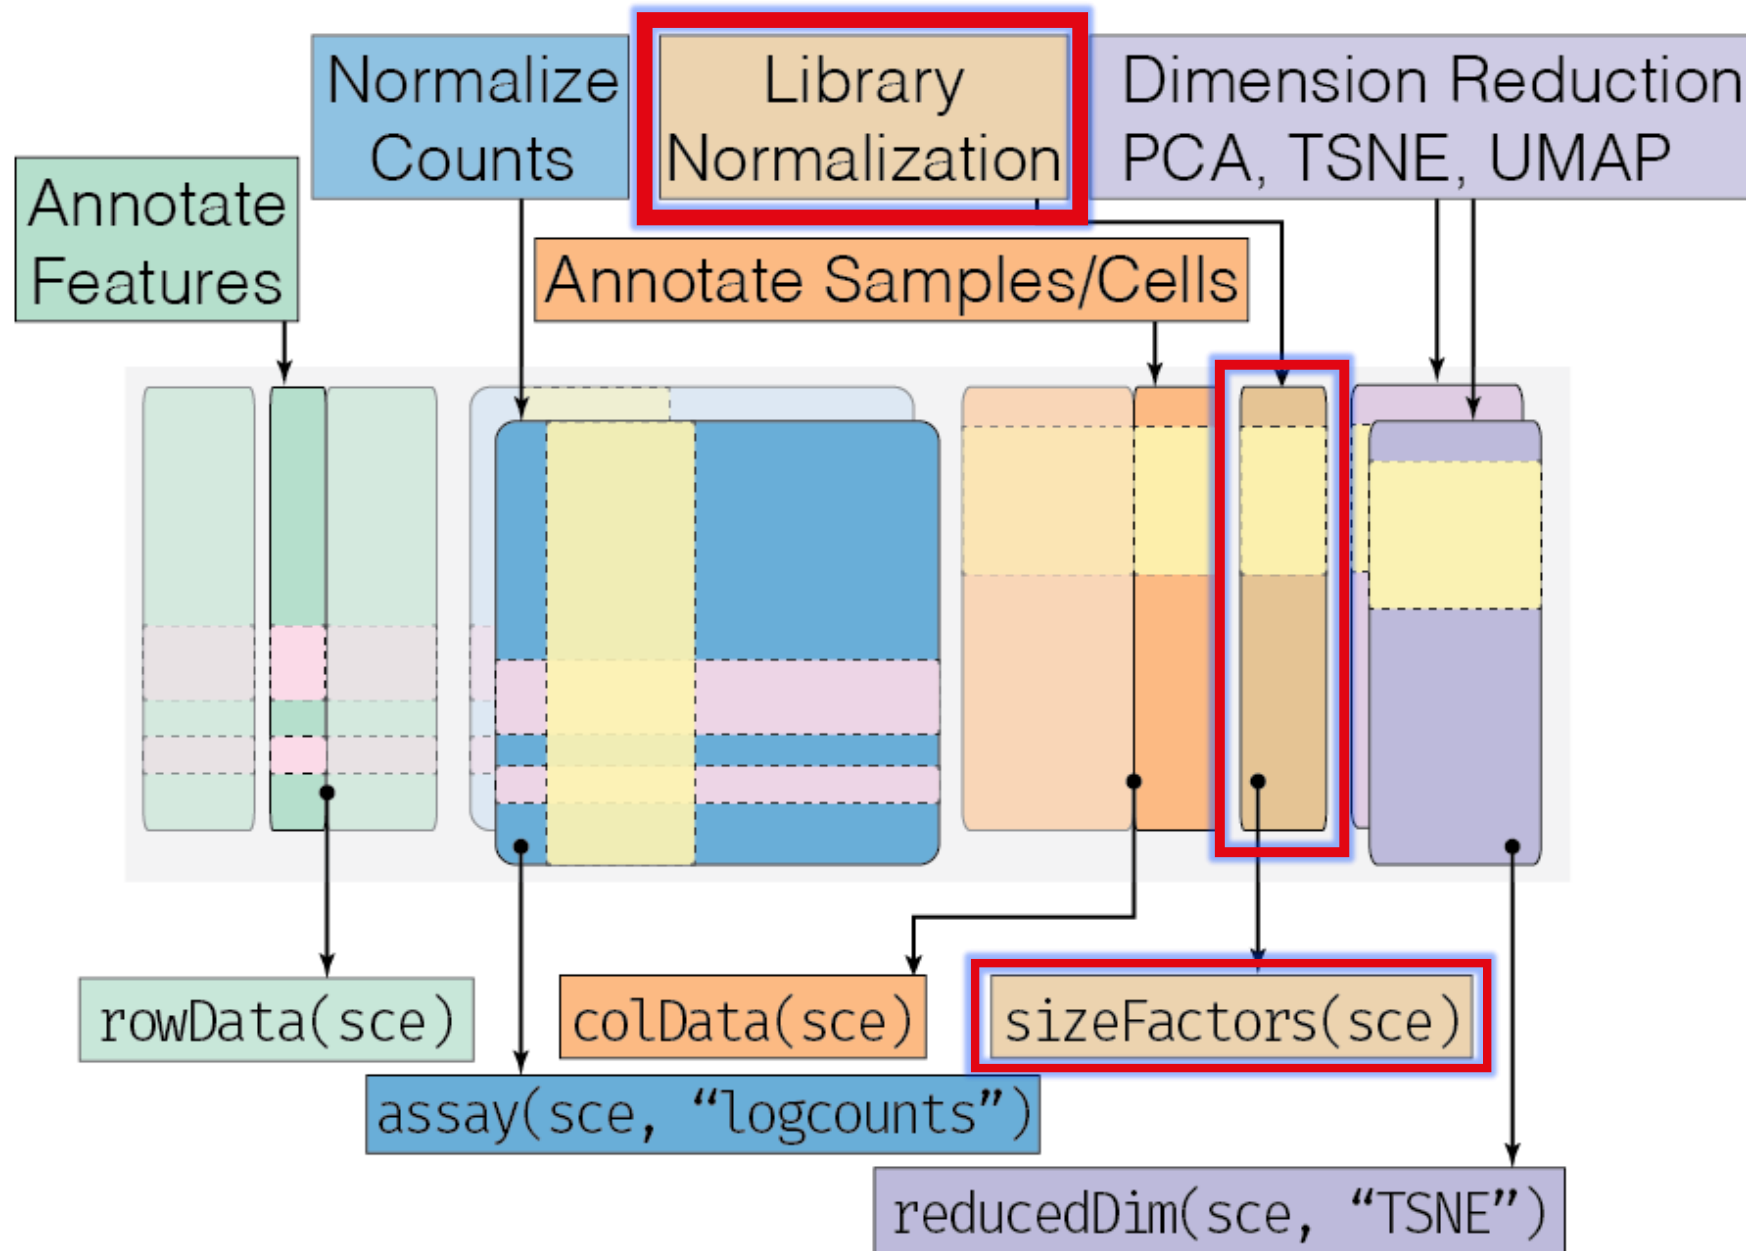 Normalize
Counts
Library
Normalization
Dimension Reduction
PCA, TSNE, UMAP
Annotate
Features
Annotate Samples/Cells
rowData(sce)
colData(sce)
sizeFactors(sce)
assay(sce, “logcounts”)
reducedDim(sce, “TSNE”)